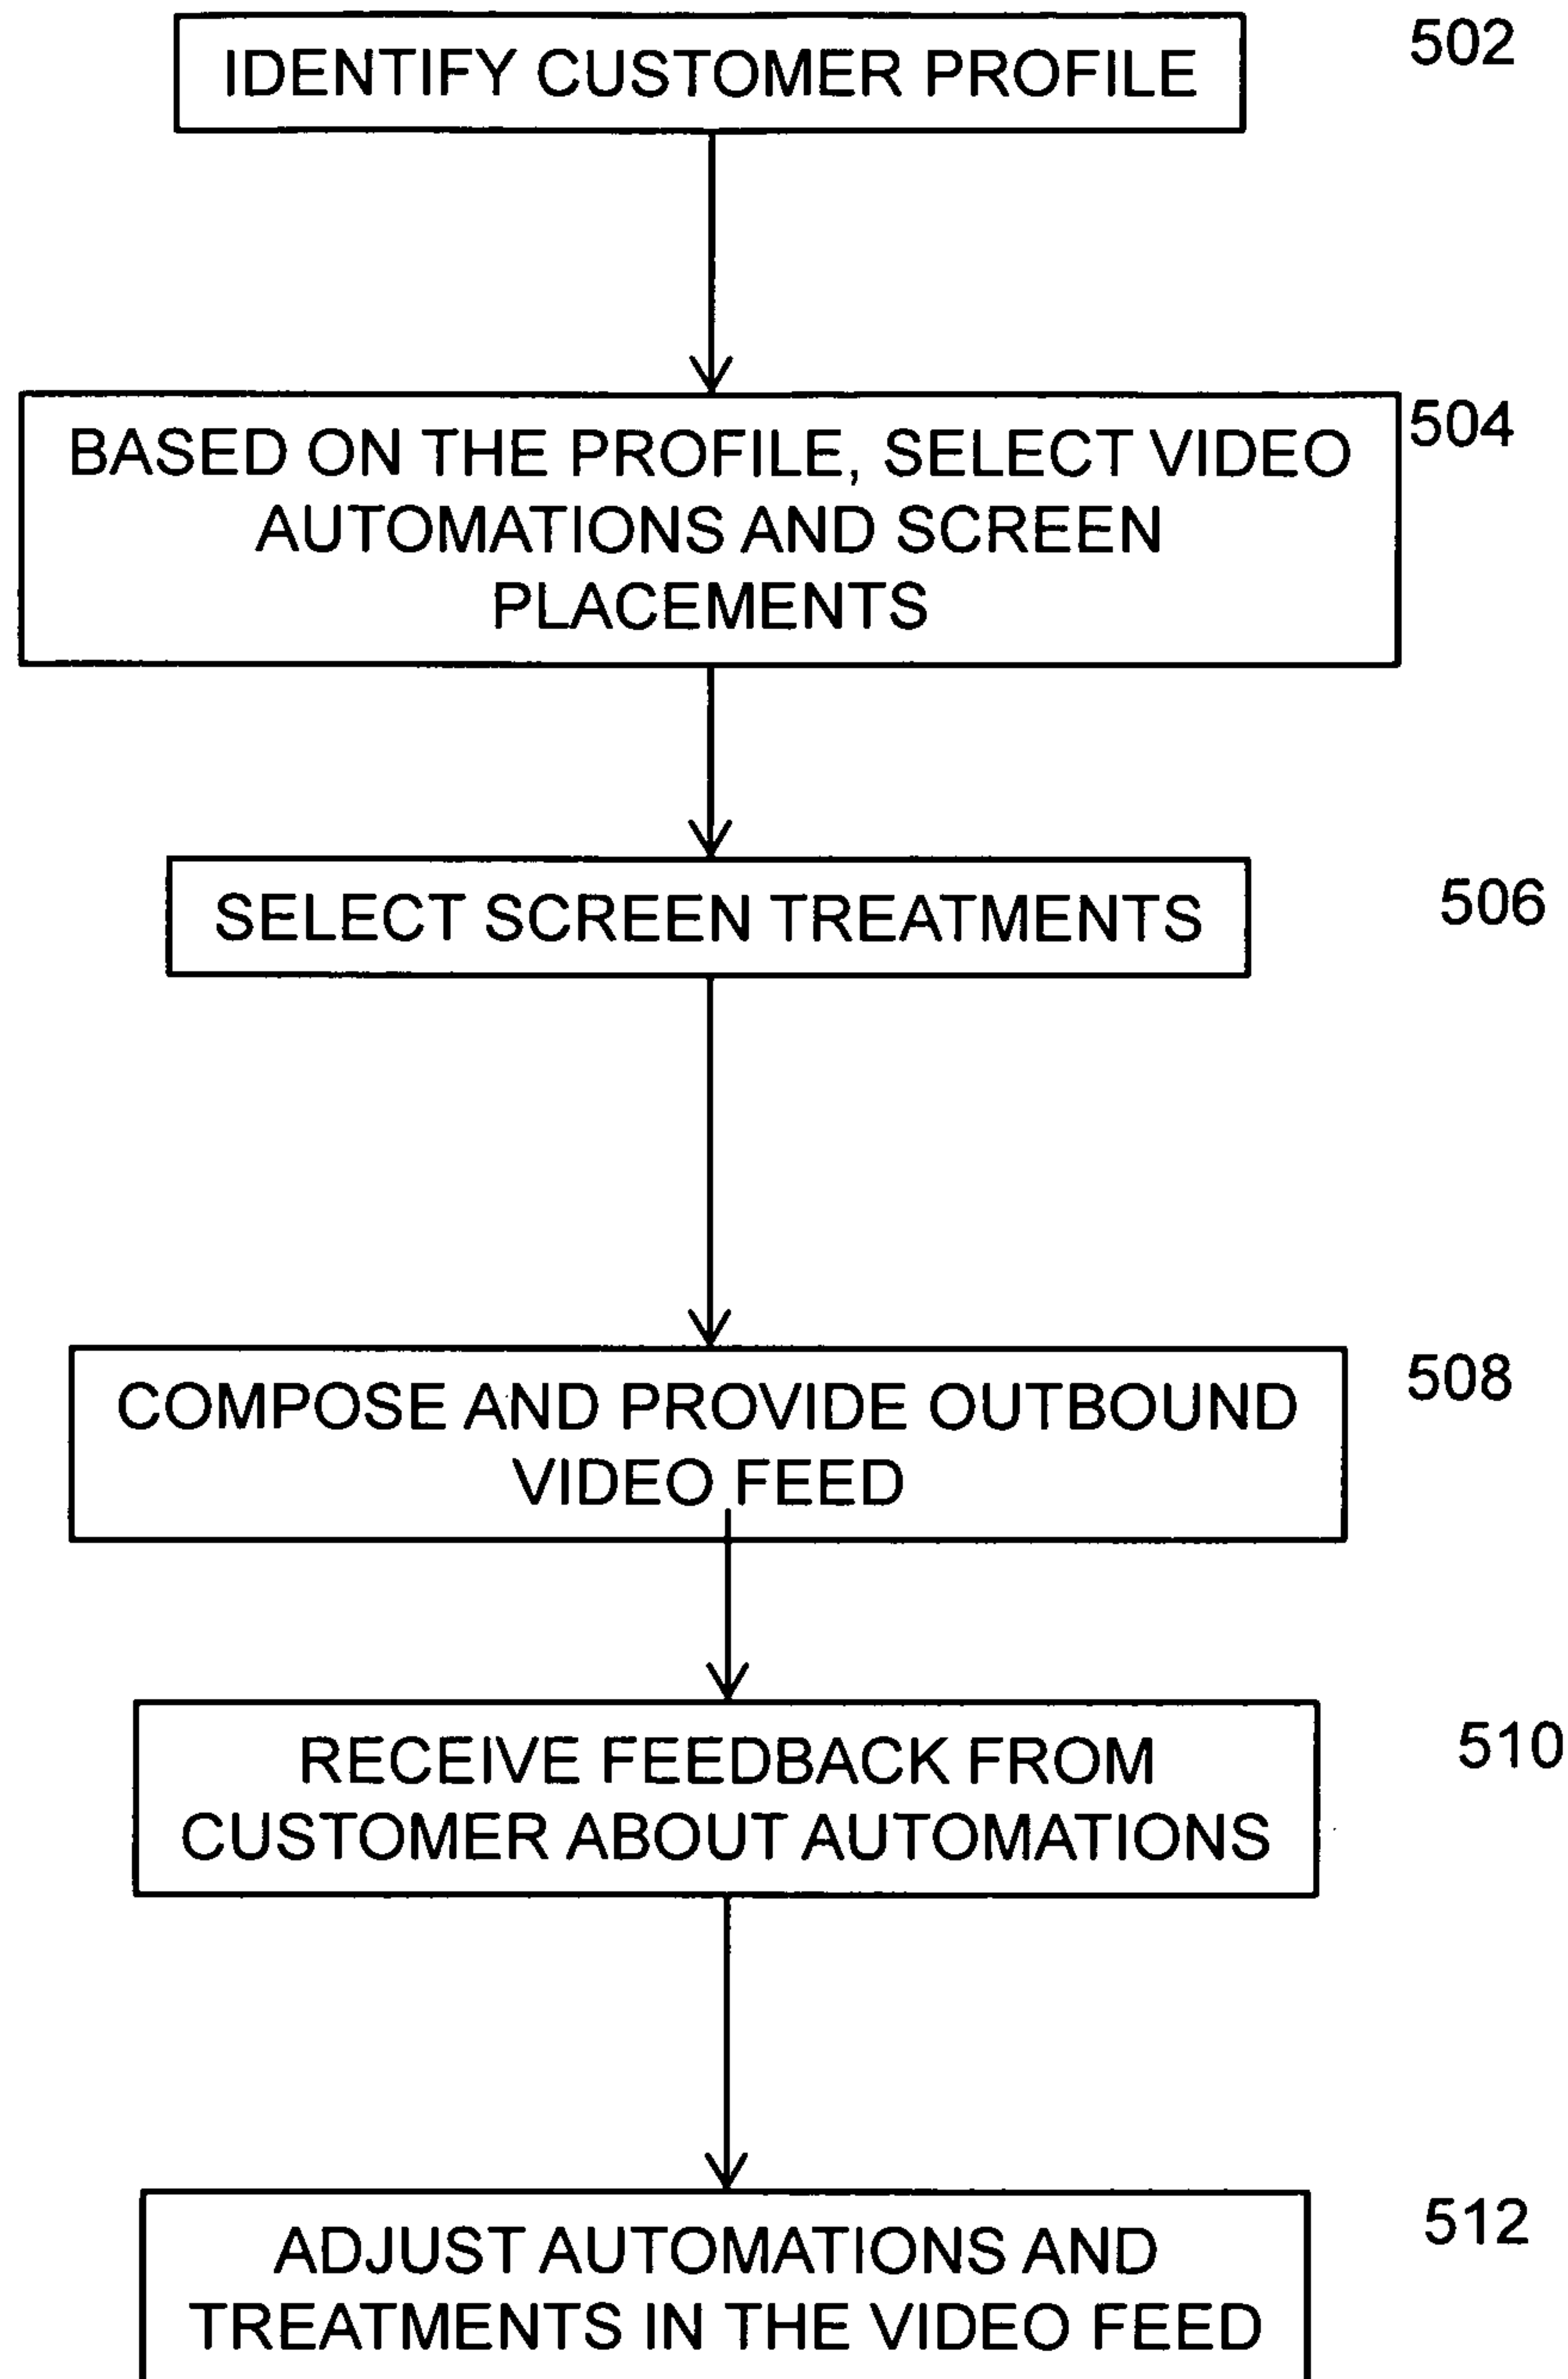 IDENTIFY CUSTOMER PROFILE
502
BASED ON THE PROFILE, SELECT VIDEO
AUTOMATIONS AND SCREEN
PLACEMENTS
504
SELECT SCREEN TREATMENTS
506
COMPOSE AND PROVIDE OUTBOUND
VIDEO FEED
508
RECEIVE FEEDBACK FROM
CUSTOMER ABOUT AUTOMATIONS
510
ADJUST AUTOMATIONS AND
TREATMENTS IN THE VIDEO FEED
512